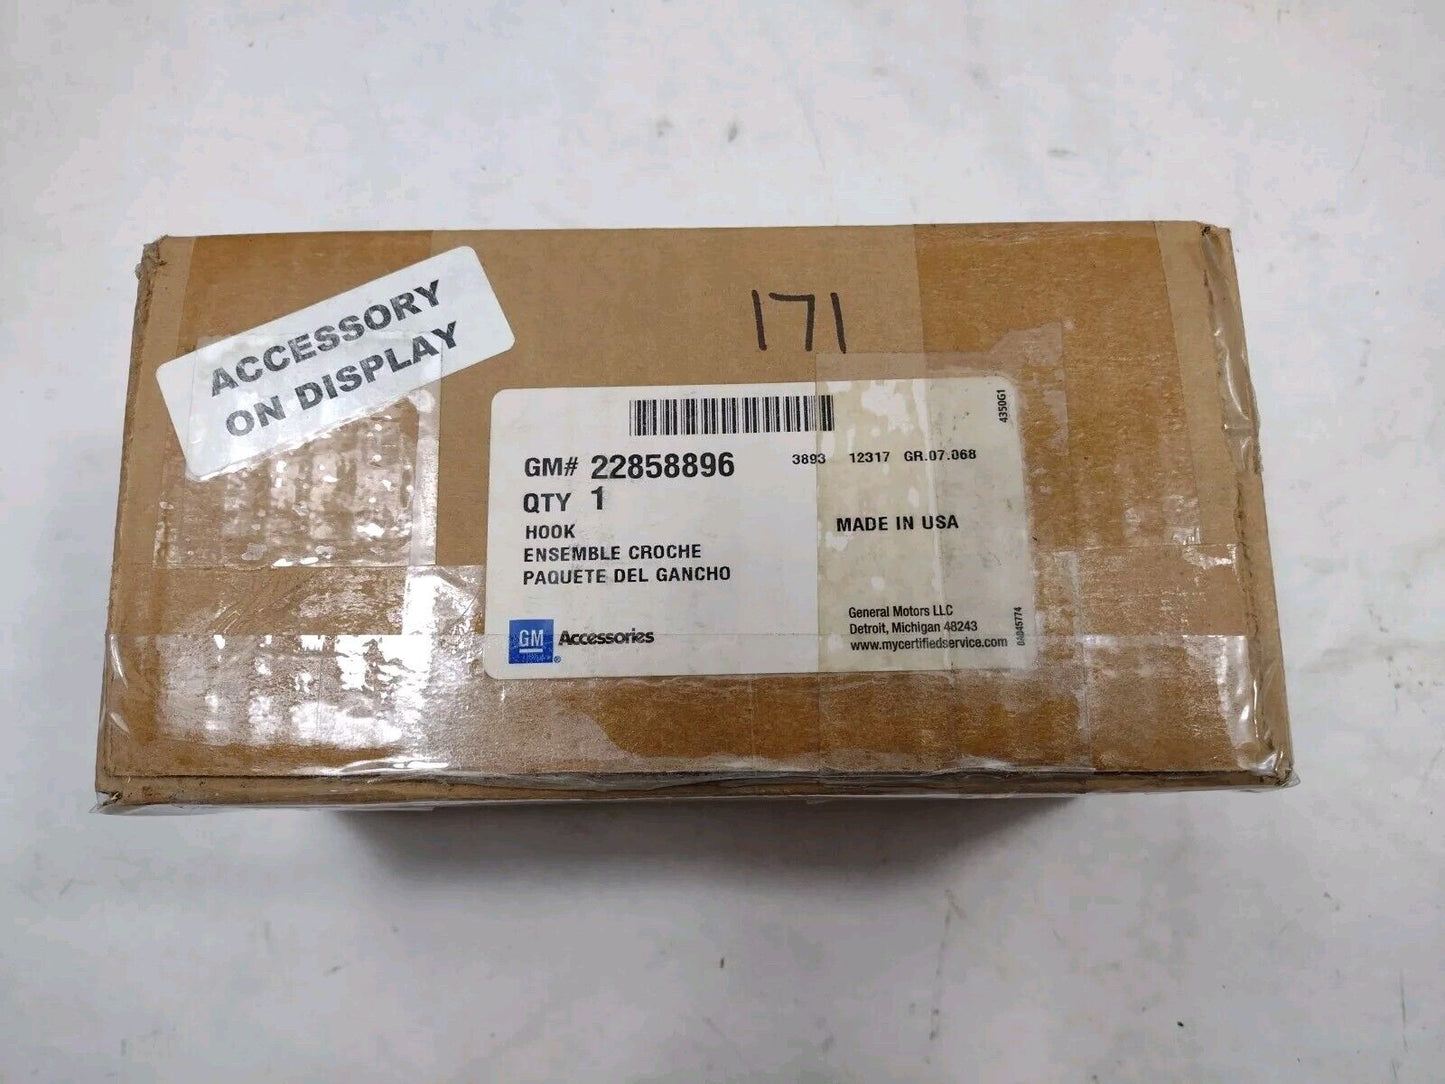 ACCESSORY
ON DISPLAY
171
4350G1
GM# 22858896
3893 12317 GR.07.068
QTY 1
HOOK
ENSEMBLE CROCHE
PAQUETE DEL GANCHO
MADE IN USA
GM Accessories
General Motors LLC
Detroit, Michigan 48243
www.mycertifiedservice.com